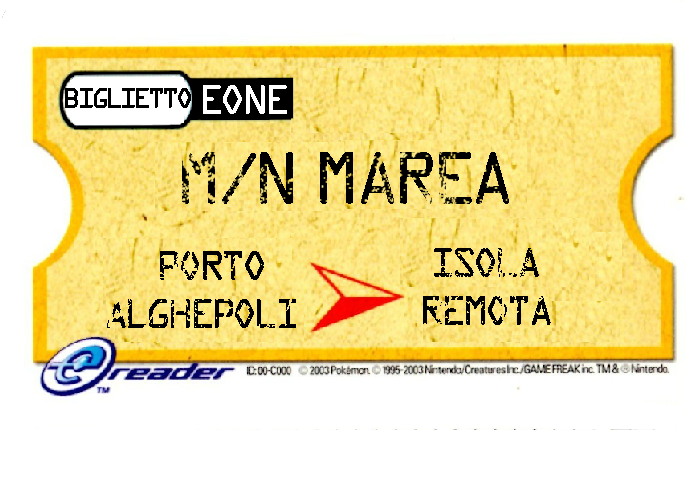 BIGLIETTO EONE
M/N MAREA
PORTO
ALGHEPOLI
ISOLA
REMOTA
e reader TM
ID:00-C000 © 2003 Pokémon. © 1995-2003 Nintendo/Creatures Inc./GAME FREAK inc. TM & ® Nintendo.